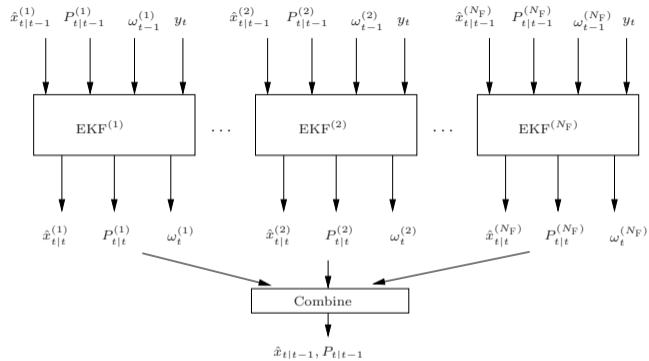 x̂_{t|t−1}^{(1)} P_{t|t−1}^{(1)} ω_{t−1}^{(1)} y_t x̂_{t|t−1}^{(2)} P_{t|t−1}^{(2)} ω_{t−1}^{(2)} y_t x̂_{t|t−1}^{(N_F)} P_{t|t−1}^{(N_F)} ω_{t−1}^{(N_F)} y_t
EKF^{(1)} ... EKF^{(2)} ... EKF^{(N_F)}
x̂_{t|t}^{(1)} P_{t|t}^{(1)} ω_t^{(1)} x̂_{t|t}^{(2)} P_{t|t}^{(2)} ω_t^{(2)} x̂_{t|t}^{(N_F)} P_{t|t}^{(N_F)} ω_t^{(N_F)}
Combine
x̂_{t|t−1}, P_{t|t−1}